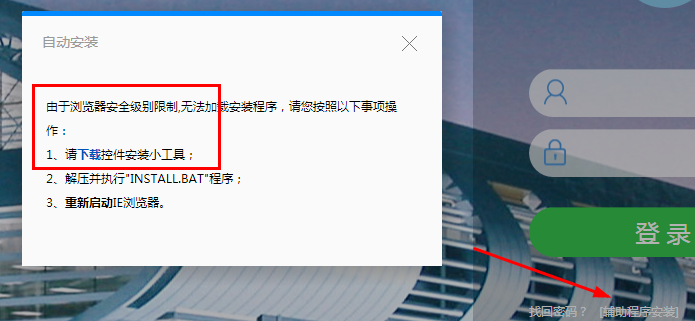 自动安装
由于浏览器安全级别限制,无法加载安装程序，请您按照以下事项操
作：
1、请下载控件安装小工具；
2、解压并执行"INSTALL.BAT"程序；
3、重新启动IE浏览器。
登录
找回密码？ [辅助程序安装]